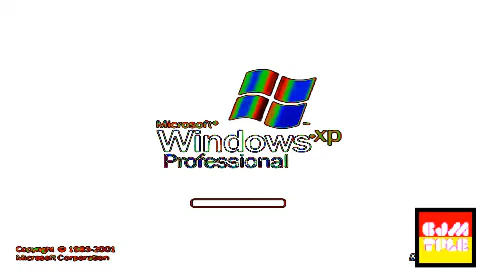 Microsoft®
Windows xp
Professional
Copyright © 1985-2001
Microsoft Corporation